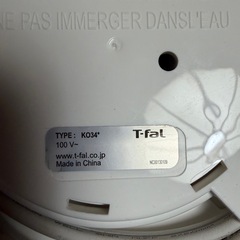 NE PAS IMMERGER DANS L'EAU
TYPE: KO34*
T-fal
100 V~
www.t-fal.co.jp
Made in China